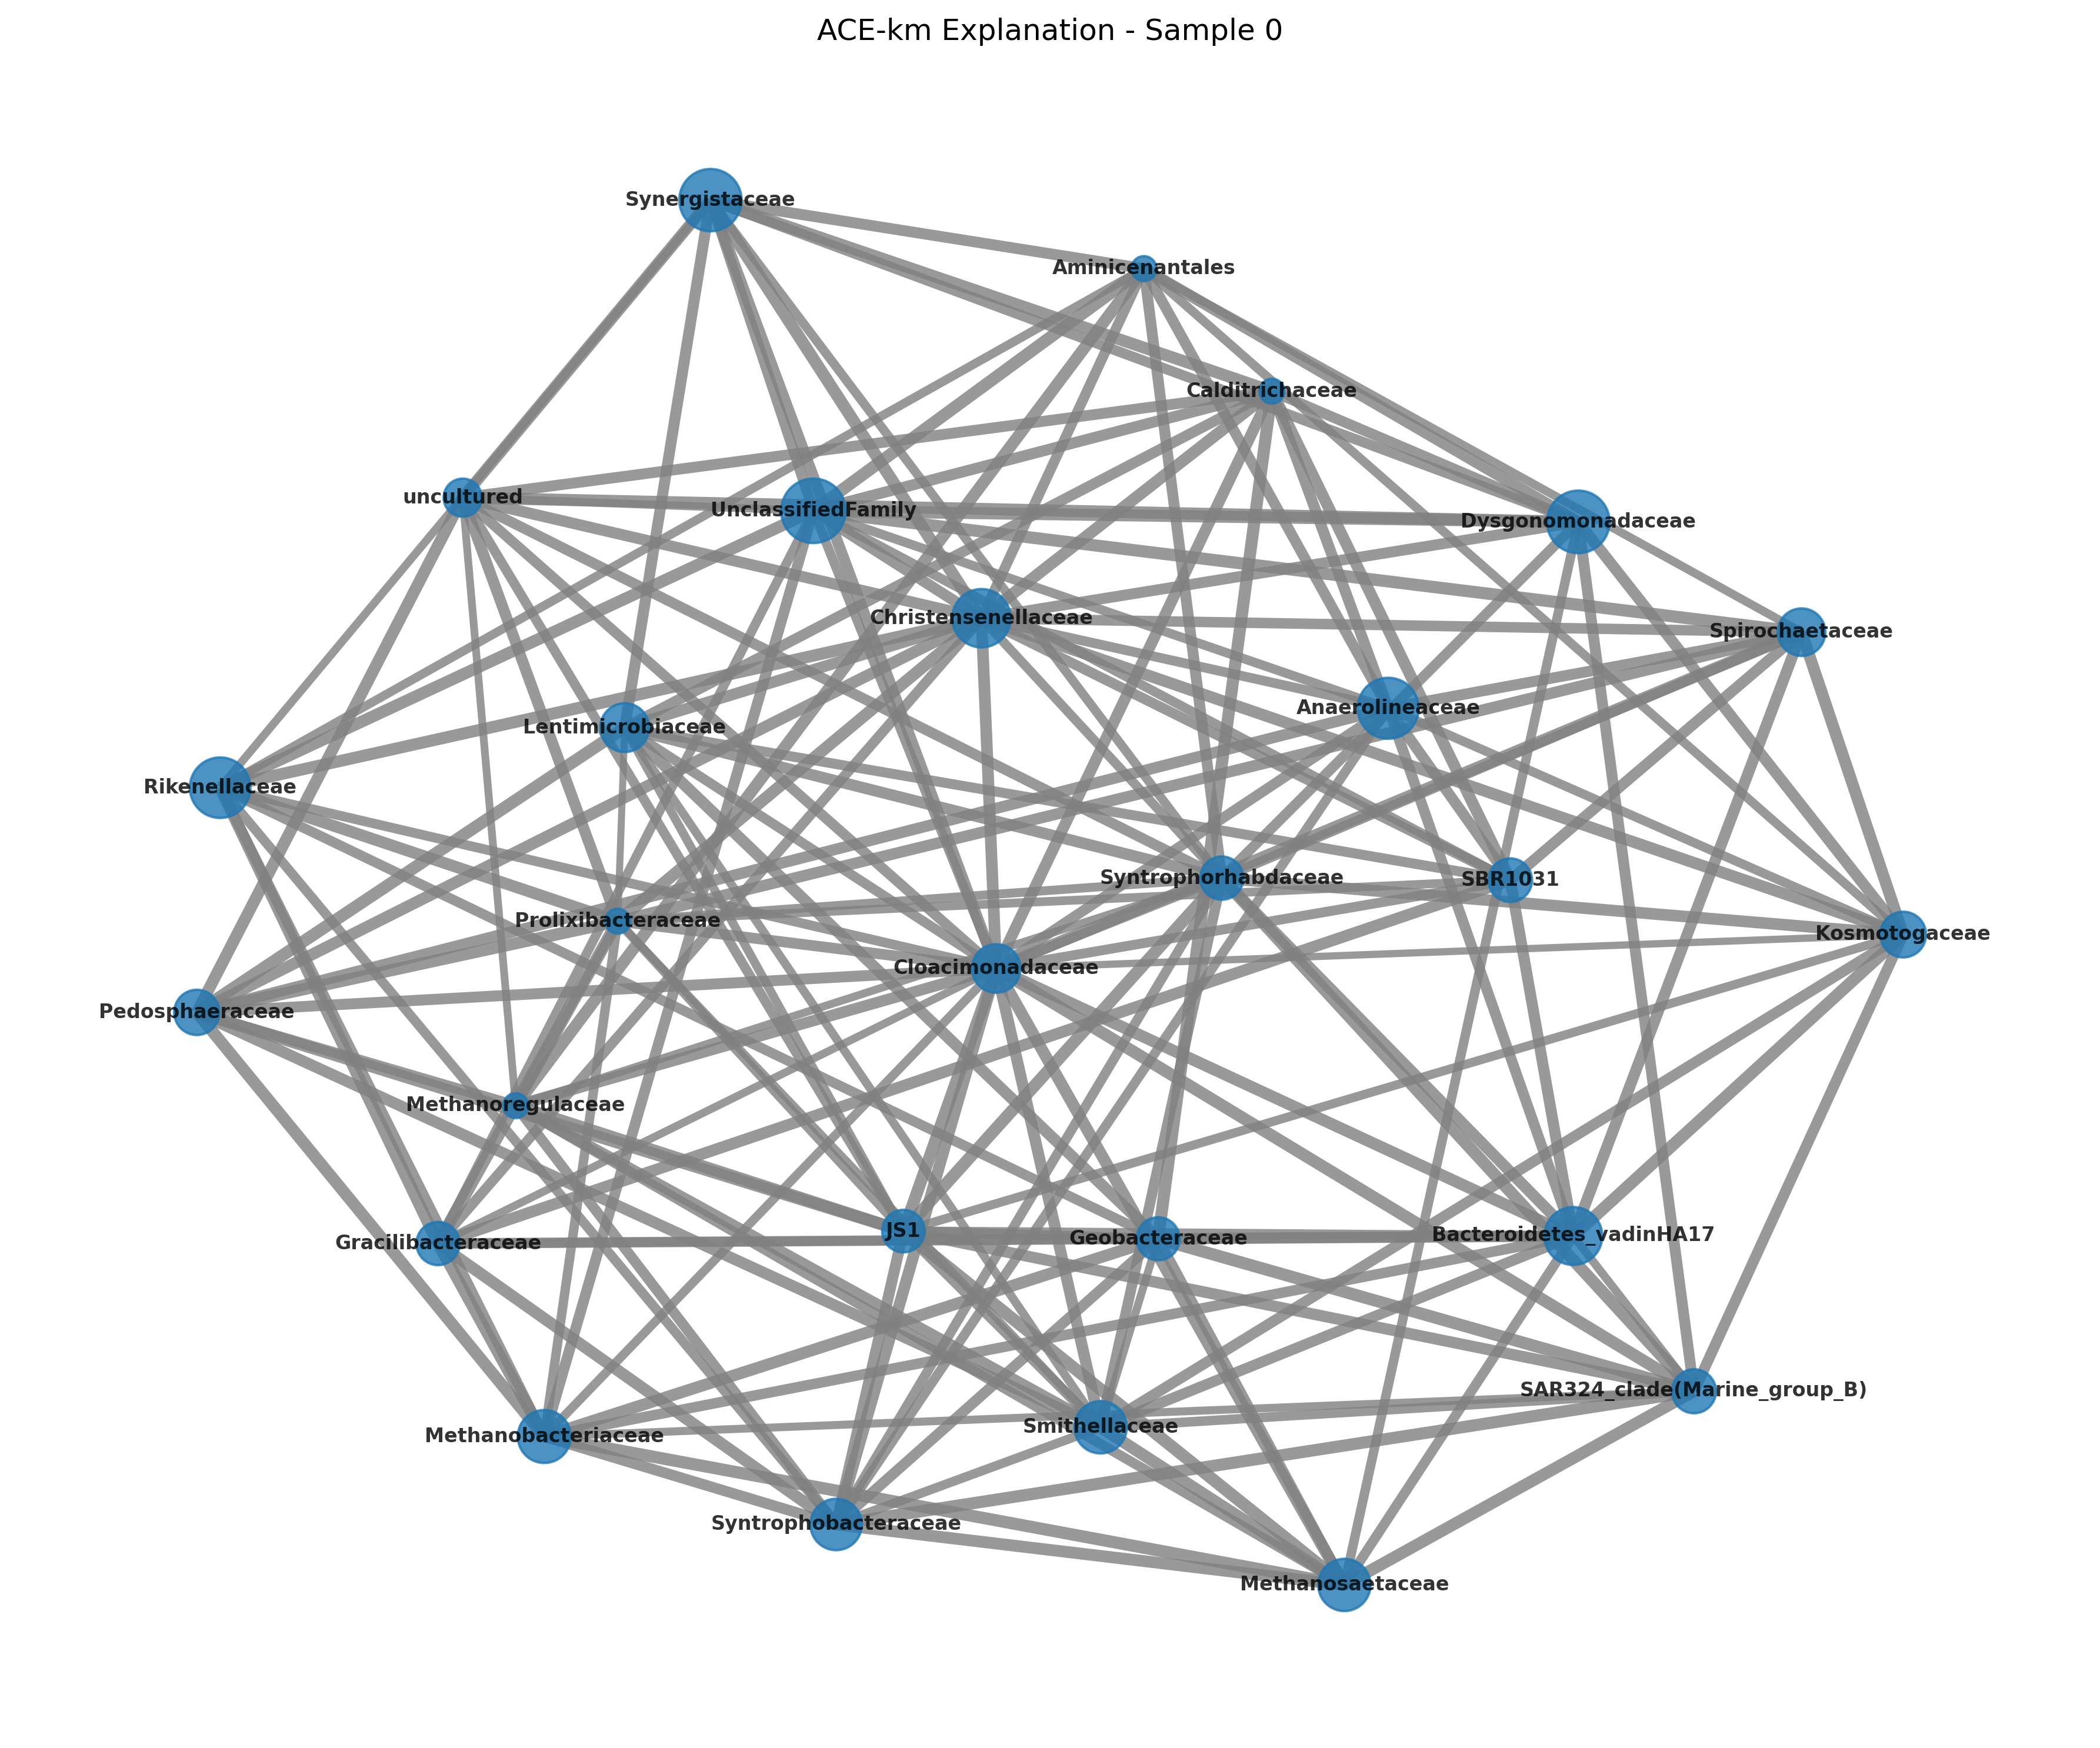 ACE-km Explanation - Sample 0
Synergistaceae
Aminicenantales
Calditrichaceae
uncultured
UnclassifiedFamily
Dysgonomonadaceae
Christensenellaceae
Spirochaetaceae
Anaerolineaceae
Lentimicrobiaceae
Rikenellaceae
Syntrophorhabdaceae
SBR1031
Prolixibacteraceae
Kosmotogaceae
Cloacimonadaceae
Pedosphaeraceae
Methanoregulaceae
JS1
Bacteroidetes_vadinHA17
Geobacteraceae
Gracilibacteraceae
SAR324_clade(Marine_group_B)
Smithellaceae
Methanobacteriaceae
Syntrophobacteraceae
Methanosaetaceae